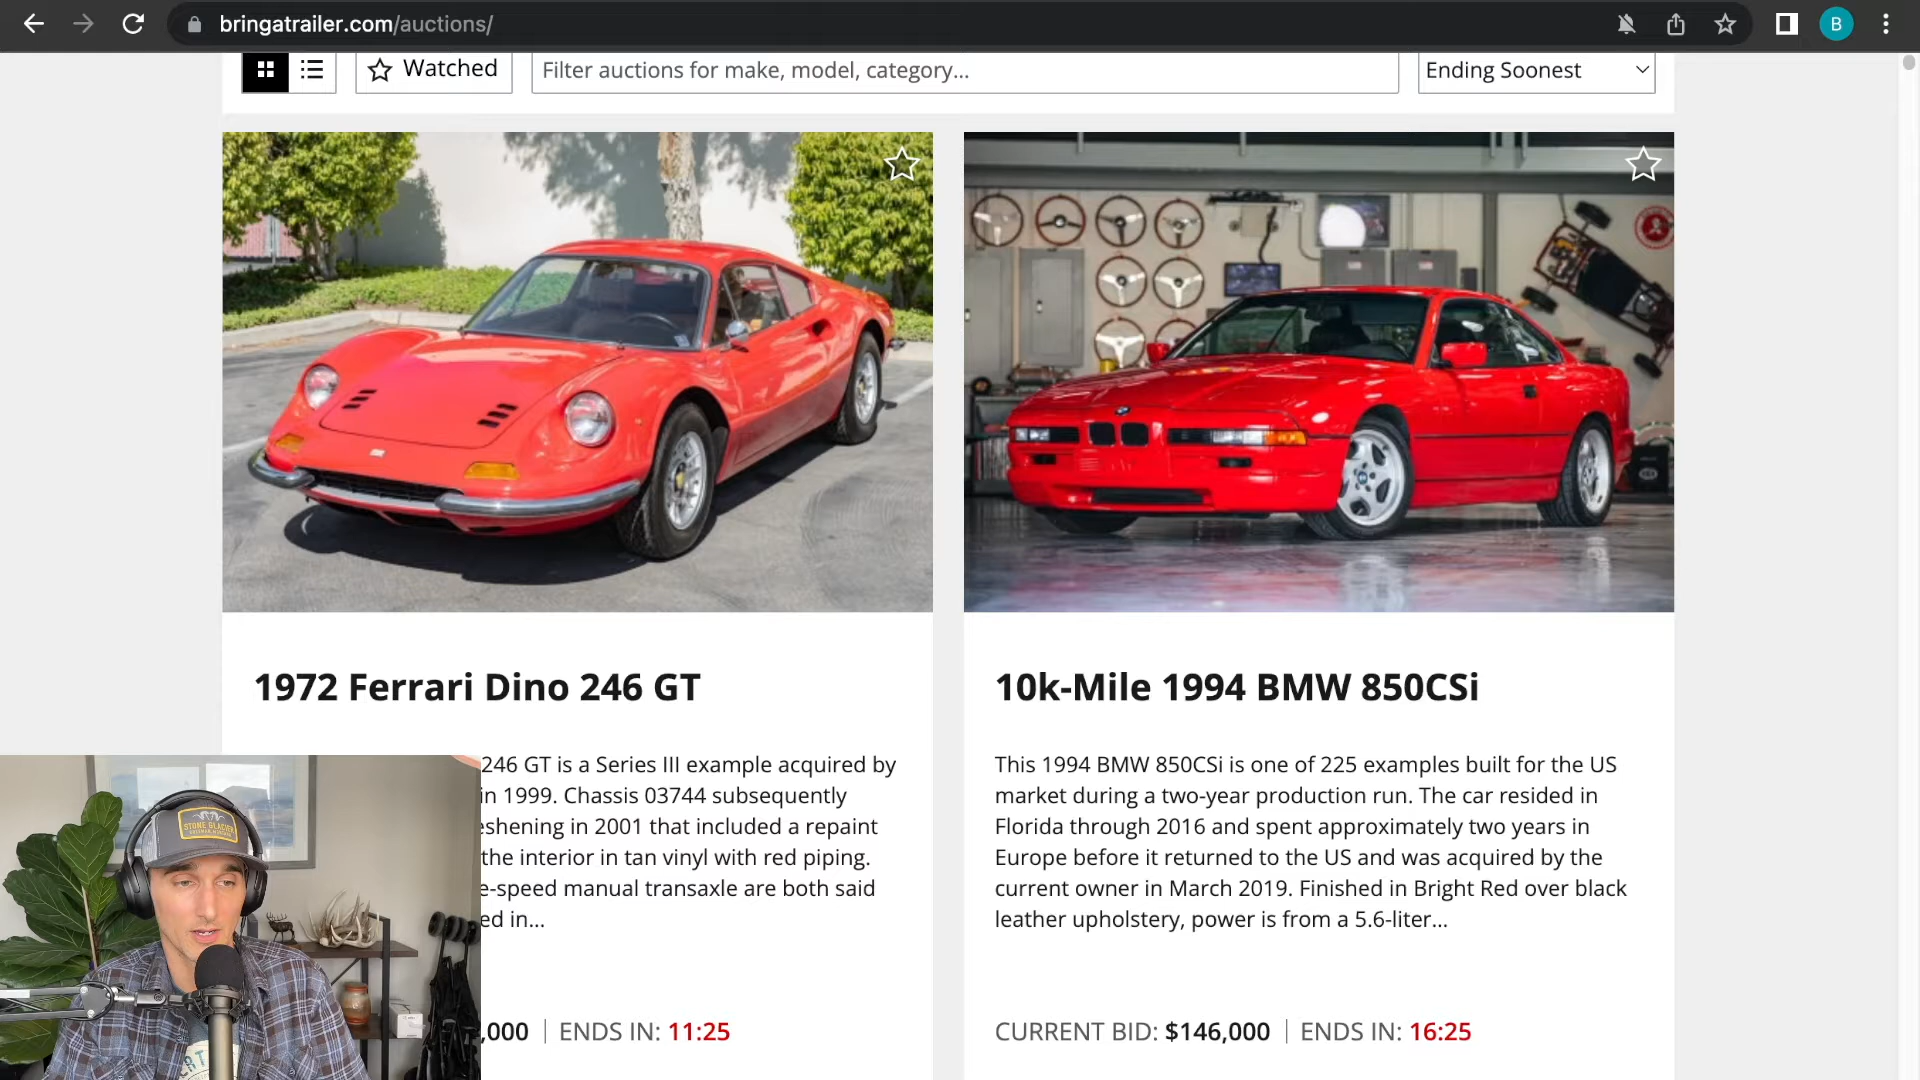 bringatrailer.com/auctions/
B
Watched
Filter auctions for make, model, category...
Ending Soonest
1972 Ferrari Dino 246 GT
246 GT is a Series III example acquired by
in 1999. Chassis 03744 subsequently
eshening in 2001 that included a repaint
the interior in tan vinyl with red piping.
e-speed manual transaxle are both said
ed in...
,000 | ENDS IN: 11:25
10k-Mile 1994 BMW 850CSi
This 1994 BMW 850CSi is one of 225 examples built for the US
market during a two-year production run. The car resided in
Florida through 2016 and spent approximately two years in
Europe before it returned to the US and was acquired by the
current owner in March 2019. Finished in Bright Red over black
leather upholstery, power is from a 5.6-liter...
CURRENT BID: $146,000 | ENDS IN: 16:25
STONE GLACIER